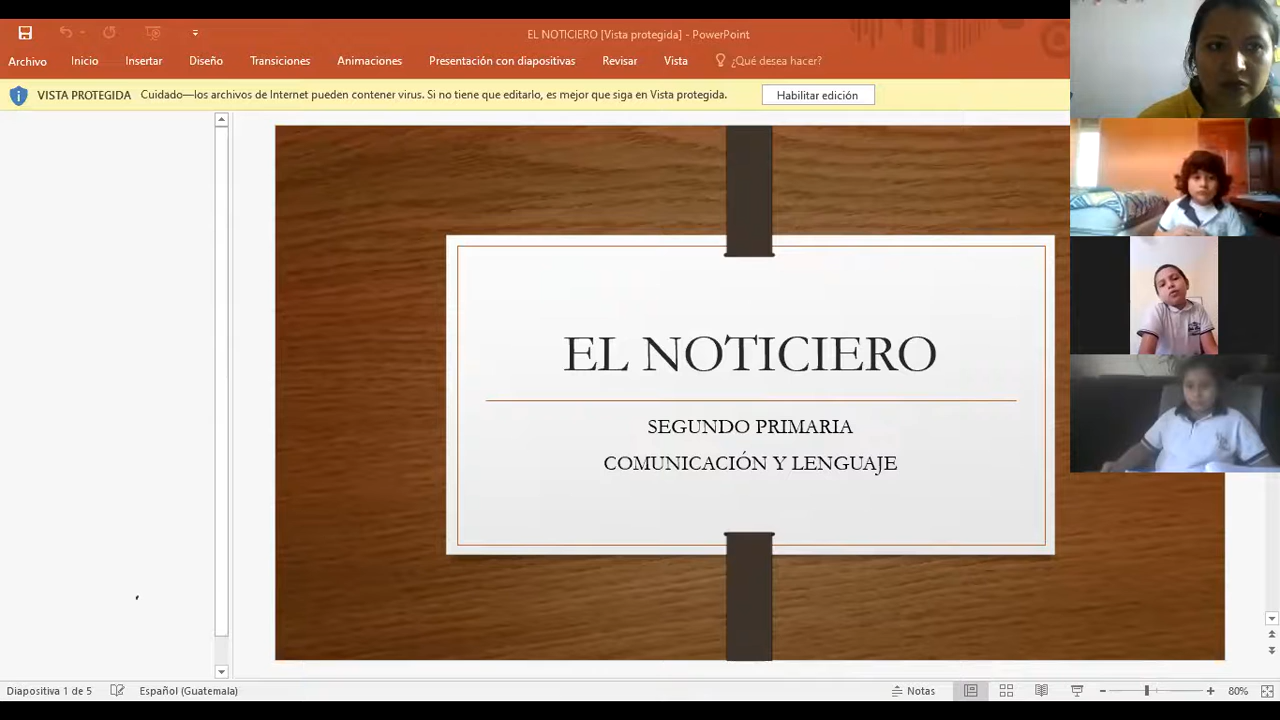 EL NOTICIERO [Vista protegida] - PowerPoint
Archivo Inicio Insertar Diseño Transiciones Animaciones Presentación con diapositivas Revisar Vista ¿Qué desea hacer?
VISTA PROTEGIDA Cuidado—los archivos de Internet pueden contener virus. Si no tiene que editarlo, es mejor que siga en Vista protegida. Habilitar edición
EL NOTICIERO
SEGUNDO PRIMARIA
COMUNICACIÓN Y LENGUAJE
Diapositiva 1 de 5 Español (Guatemala) Notas 80%